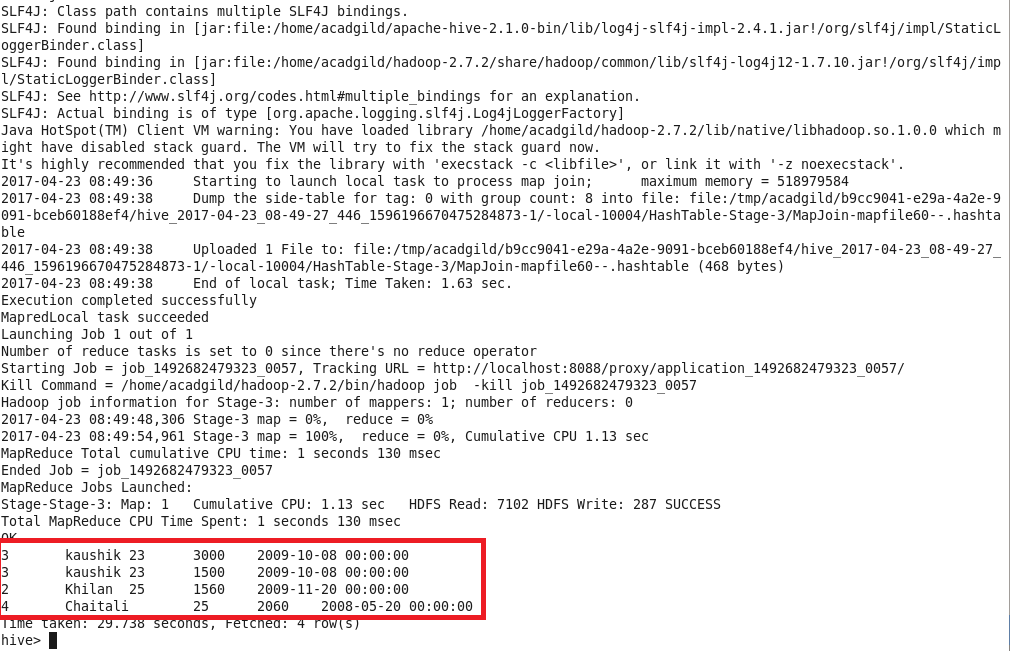 SLF4J: Class path contains multiple SLF4J bindings.
SLF4J: Found binding in [jar:file:/home/acadgild/apache-hive-2.1.0-bin/lib/log4j-slf4j-impl-2.4.1.jar!/org/slf4j/impl/StaticL
oggerBinder.class]
SLF4J: Found binding in [jar:file:/home/acadgild/hadoop-2.7.2/share/hadoop/common/lib/slf4j-log4j12-1.7.10.jar!/org/slf4j/imp
l/StaticLoggerBinder.class]
SLF4J: See http://www.slf4j.org/codes.html#multiple_bindings for an explanation.
SLF4J: Actual binding is of type [org.apache.logging.slf4j.Log4jLoggerFactory]
Java HotSpot(TM) Client VM warning: You have loaded library /home/acadgild/hadoop-2.7.2/lib/native/libhadoop.so.1.0.0 which m
ight have disabled stack guard. The VM will try to fix the stack guard now.
It's highly recommended that you fix the library with 'execstack -c <libfile>', or link it with '-z noexecstack'.
2017-04-23 08:49:36     Starting to launch local task to process map join;      maximum memory = 518979584
2017-04-23 08:49:38     Dump the side-table for tag: 0 with group count: 8 into file: file:/tmp/acadgild/b9cc9041-e29a-4a2e-9
091-bceb60188ef4/hive_2017-04-23_08-49-27_446_1596196670475284873-1/-local-10004/HashTable-Stage-3/MapJoin-mapfile60--.hashta
ble
2017-04-23 08:49:38     Uploaded 1 File to: file:/tmp/acadgild/b9cc9041-e29a-4a2e-9091-bceb60188ef4/hive_2017-04-23_08-49-27_
446_1596196670475284873-1/-local-10004/HashTable-Stage-3/MapJoin-mapfile60--.hashtable (468 bytes)
2017-04-23 08:49:38     End of local task; Time Taken: 1.63 sec.
Execution completed successfully
MapredLocal task succeeded
Launching Job 1 out of 1
Number of reduce tasks is set to 0 since there's no reduce operator
Starting Job = job_1492682479323_0057, Tracking URL = http://localhost:8088/proxy/application_1492682479323_0057/
Kill Command = /home/acadgild/hadoop-2.7.2/bin/hadoop job  -kill job_1492682479323_0057
Hadoop job information for Stage-3: number of mappers: 1; number of reducers: 0
2017-04-23 08:49:48,306 Stage-3 map = 0%,  reduce = 0%
2017-04-23 08:49:54,961 Stage-3 map = 100%,  reduce = 0%, Cumulative CPU 1.13 sec
MapReduce Total cumulative CPU time: 1 seconds 130 msec
Ended Job = job_1492682479323_0057
MapReduce Jobs Launched:
Stage-Stage-3: Map: 1   Cumulative CPU: 1.13 sec   HDFS Read: 7102 HDFS Write: 287 SUCCESS
Total MapReduce CPU Time Spent: 1 seconds 130 msec
OK
3       kaushik 23      3000    2009-10-08 00:00:00
3       kaushik 23      1500    2009-10-08 00:00:00
2       Khilan  25      1560    2009-11-20 00:00:00
4       Chaitali        25      2060    2008-05-20 00:00:00
Time taken: 29.738 seconds, Fetched: 4 row(s)
hive>